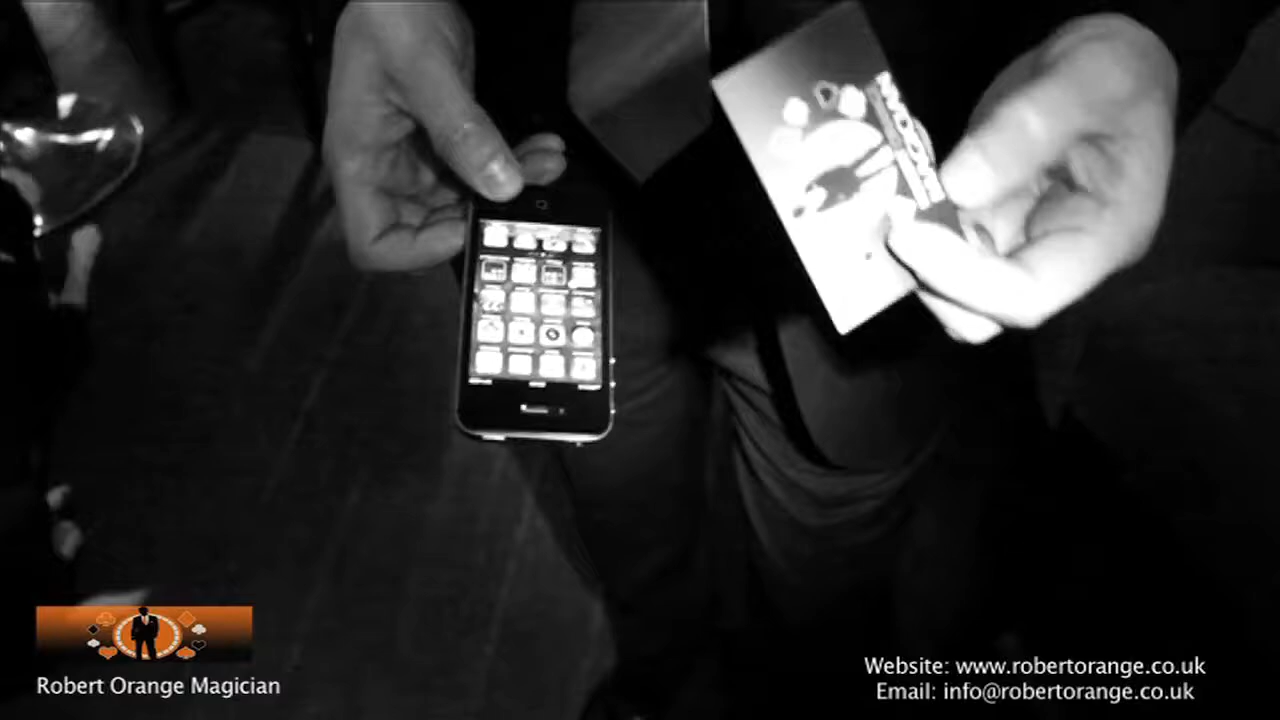 Robert Orange Magician
Website: www.robertorange.co.uk
Email: info@robertorange.co.uk